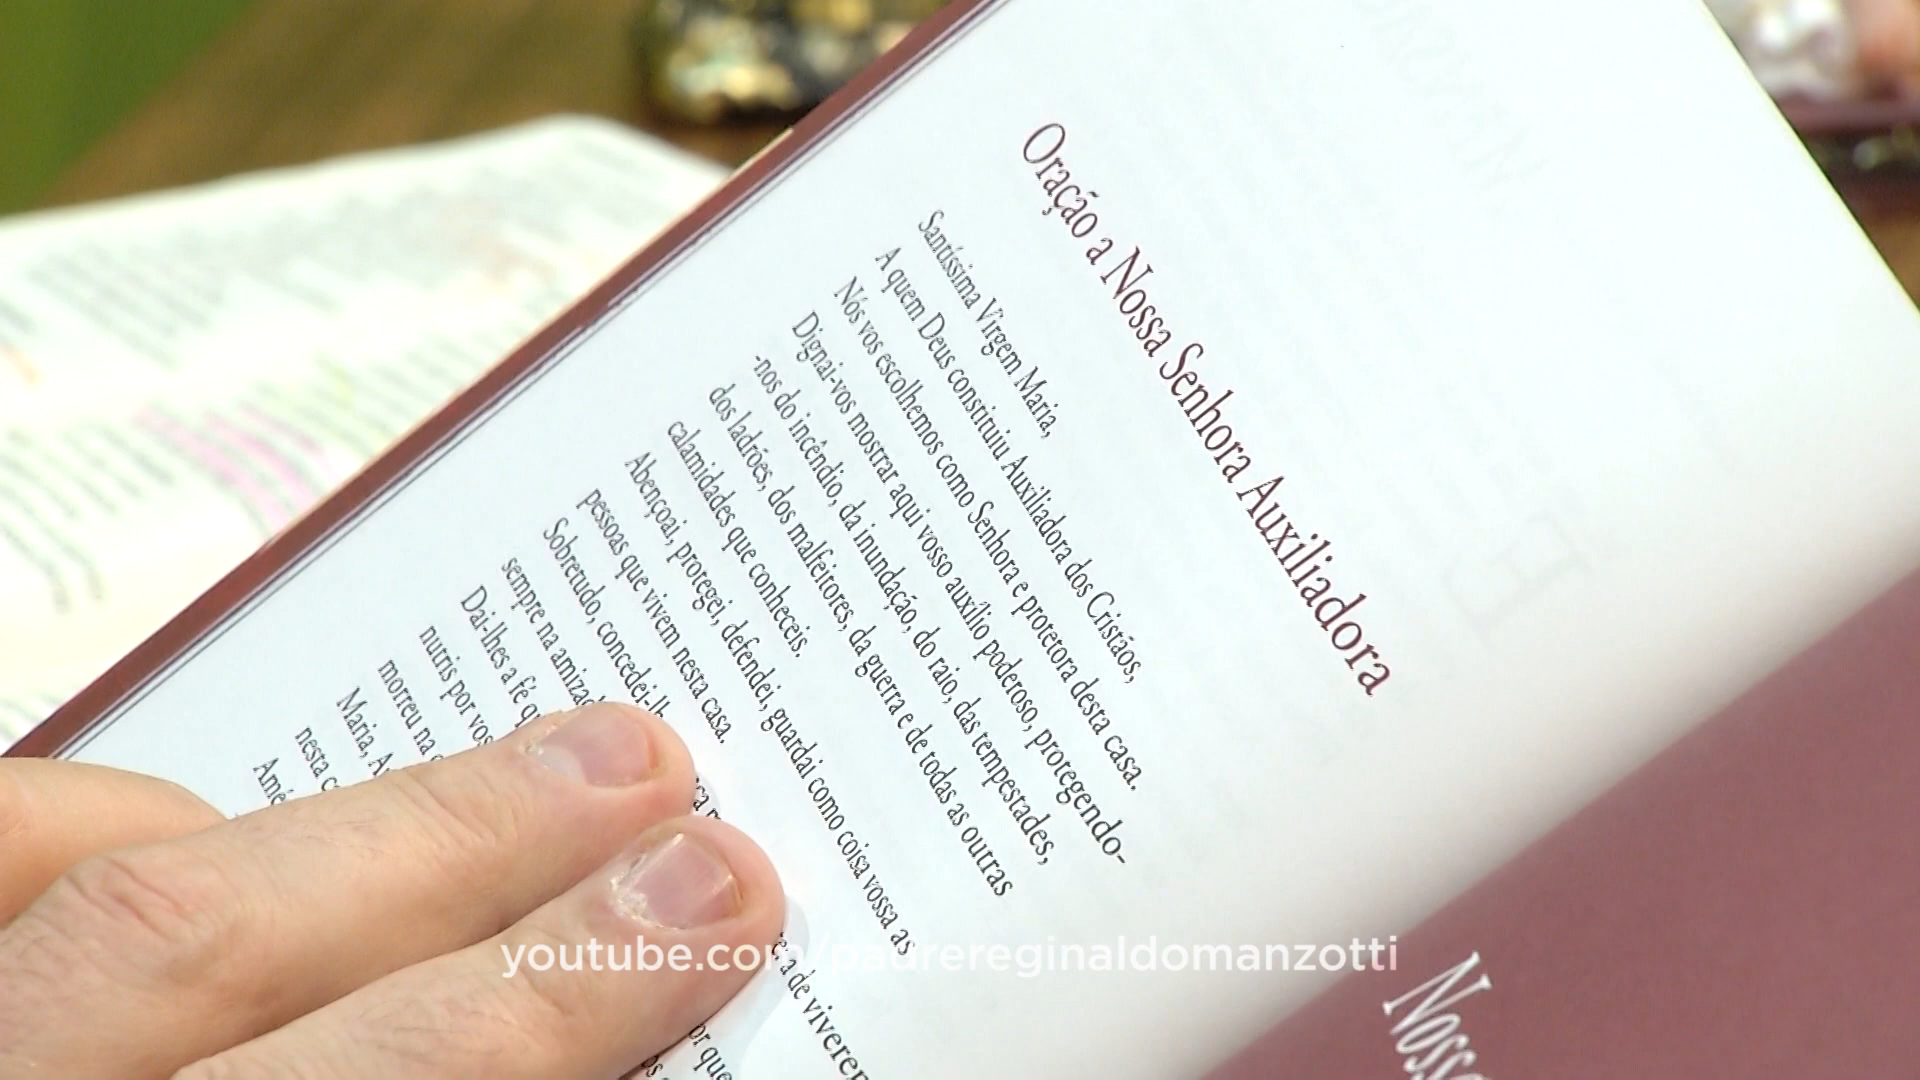 Oração a Nossa Senhora Auxiliadora
Santíssima Virgem Maria,
A quem Deus constituiu Auxiliadora dos Cristãos,
Nós vos escolhemos como Senhora e protetora desta casa.
Dignai-vos mostrar aqui vosso auxílio poderoso, protegendo-
-nos do incêndio, da inundação, do raio, das tempestades,
dos ladrões, dos malfeitores, da guerra e de todas as outras
calamidades que conheceis.
Abençoai, protegei, defendei, guardai como coisa vossa as
pessoas que vivem nesta casa.
Sobretudo, concedei-lh a de viverem
sempre na amizad
Dai-lhes a fé q or que
nutris por vos
morreu na
Maria, A
nesta c
Amé
Noss
youtube.com/padrereginaldomanzotti